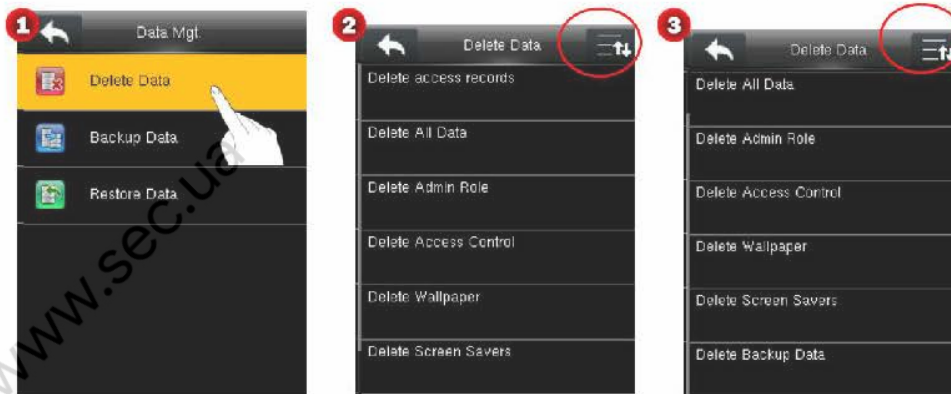 1
Data Mgt.
Delete Data
Backup Data
Restore Data
www.sec.ua
2
Delete Data
Delete access records
Delete All Data
Delete Admin Role
Delete Access Control
Delete Wallpaper
Delete Screen Savers
3
Delete Data
Delete All Data
Delete Admin Role
Delete Access Control
Delete Wallpaper
Delete Screen Savers
Delete Backup Data